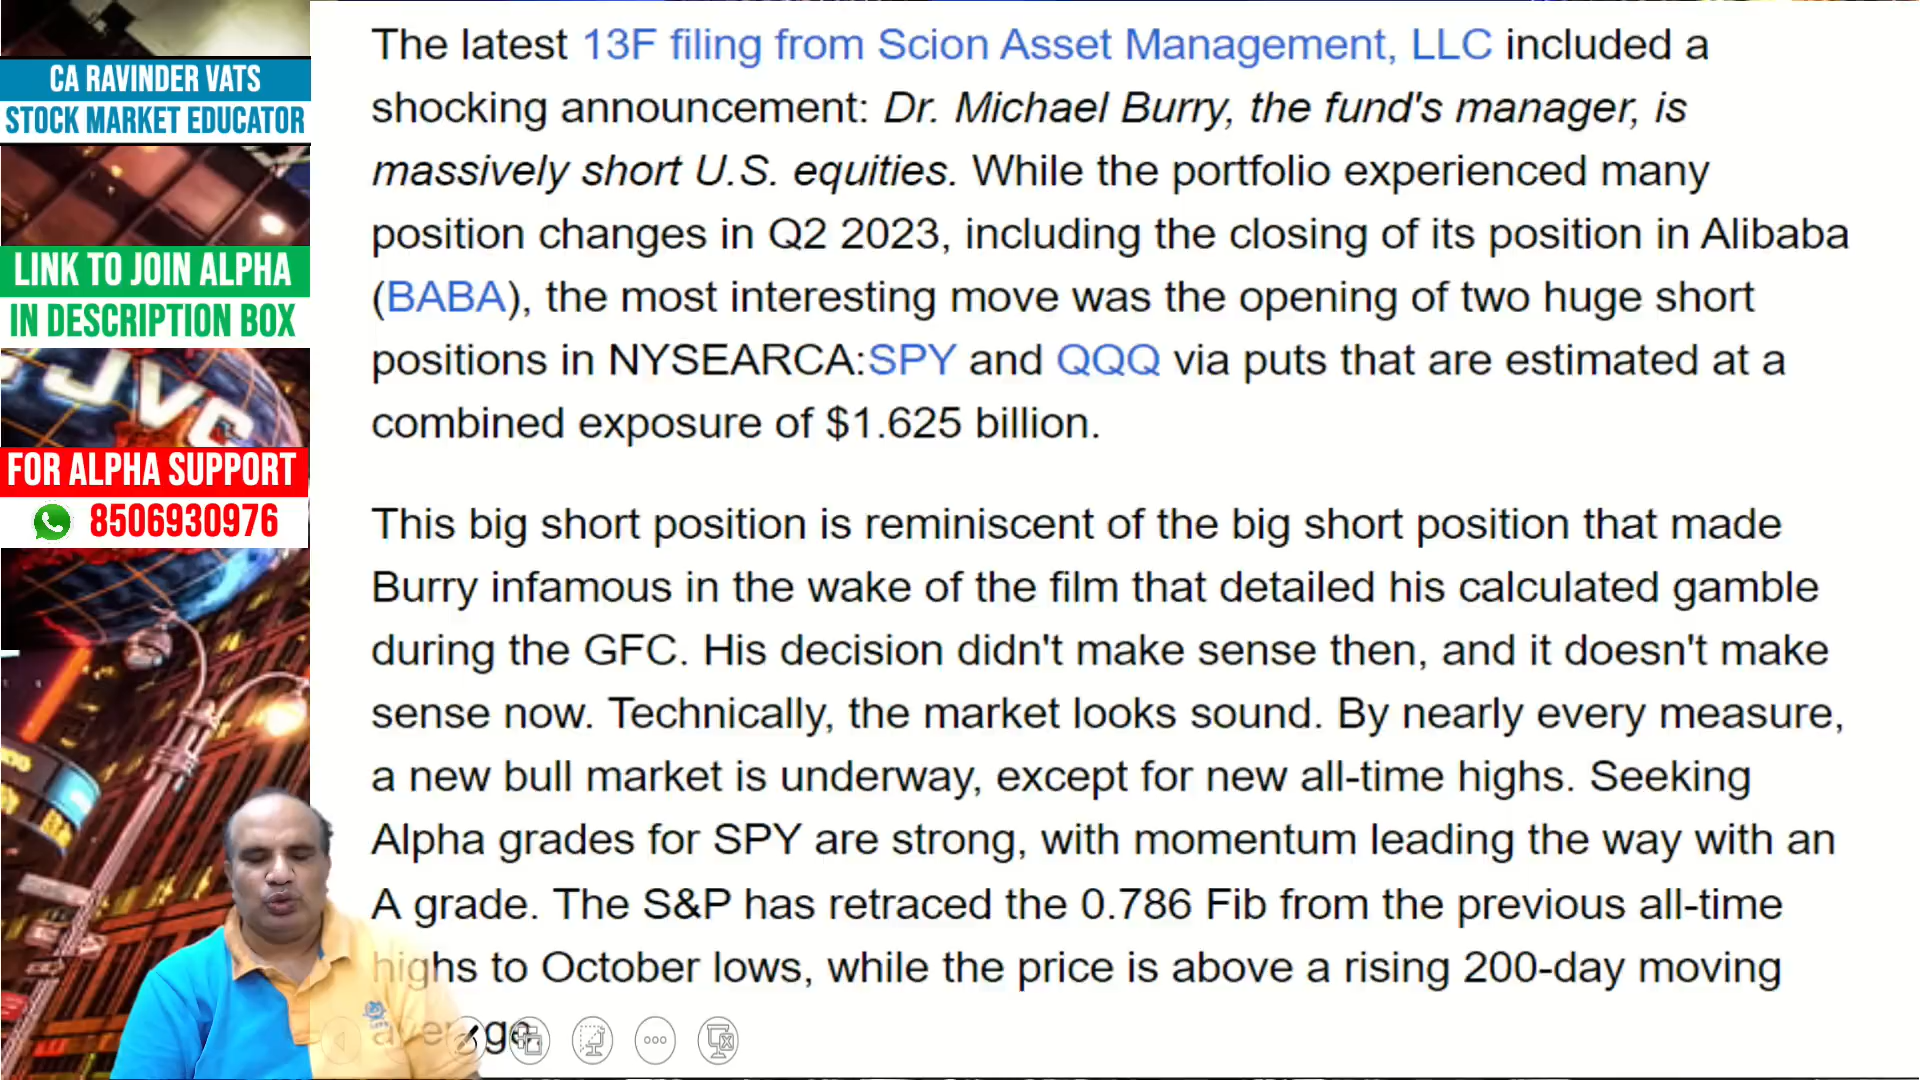 CA RAVINDER VATS
STOCK MARKET EDUCATOR
LINK TO JOIN ALPHA
IN DESCRIPTION BOX
JVC
FOR ALPHA SUPPORT
8506930976
The latest 13F filing from Scion Asset Management, LLC included a
shocking announcement: Dr. Michael Burry, the fund's manager, is
massively short U.S. equities. While the portfolio experienced many
position changes in Q2 2023, including the closing of its position in Alibaba
(BABA), the most interesting move was the opening of two huge short
positions in NYSEARCA:SPY and QQQ via puts that are estimated at a
combined exposure of $1.625 billion.
This big short position is reminiscent of the big short position that made
Burry infamous in the wake of the film that detailed his calculated gamble
during the GFC. His decision didn't make sense then, and it doesn't make
sense now. Technically, the market looks sound. By nearly every measure,
a new bull market is underway, except for new all-time highs. Seeking
Alpha grades for SPY are strong, with momentum leading the way with an
A grade. The S&P has retraced the 0.786 Fib from the previous all-time
highs to October lows, while the price is above a rising 200-day moving
average.